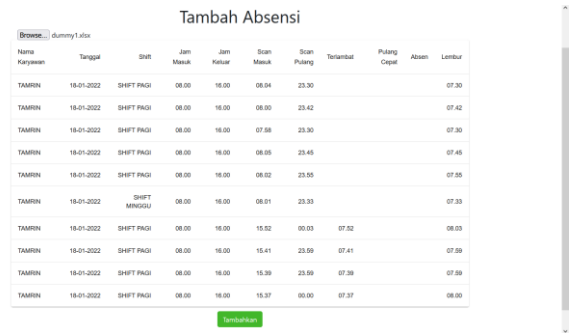 Tambah Absensi
Browse... dummy1.xlsx
Nama Karyawan Tanggal Shift Jam Masuk Jam Keluar Scan Masuk Scan Pulang Terlambat Pulang Cepat Absen Lembur
TAMRIN 18-01-2022 SHIFT PAGI 08.00 16.00 08.04 23.30 07.30
TAMRIN 18-01-2022 SHIFT PAGI 08.00 16.00 08.00 23.42 07.42
TAMRIN 18-01-2022 SHIFT PAGI 08.00 16.00 07.58 23.30 07.30
TAMRIN 18-01-2022 SHIFT PAGI 08.00 16.00 08.05 23.45 07.45
TAMRIN 18-01-2022 SHIFT PAGI 08.00 16.00 08.02 23.55 07.55
TAMRIN 18-01-2022 SHIFT MINGGU 08.00 16.00 08.01 23.33 07.33
TAMRIN 18-01-2022 SHIFT PAGI 08.00 16.00 15.52 00.03 07.52 08.03
TAMRIN 18-01-2022 SHIFT PAGI 08.00 16.00 15.41 23.59 07.41 07.59
TAMRIN 18-01-2022 SHIFT PAGI 08.00 16.00 15.39 23.59 07.39 07.59
TAMRIN 18-01-2022 SHIFT PAGI 08.00 16.00 15.37 00.00 07.37 08.00
Tambahkan